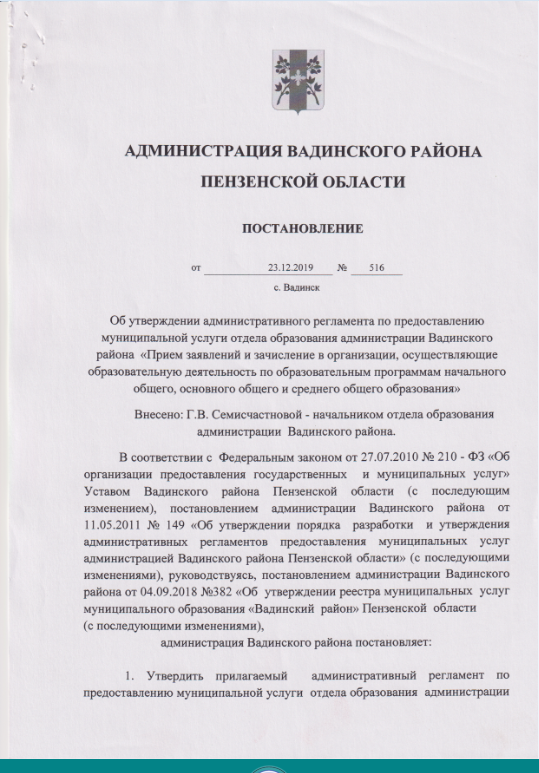 АДМИНИСТРАЦИЯ ВАДИНСКОГО РАЙОНА
ПЕНЗЕНСКОЙ ОБЛАСТИ
ПОСТАНОВЛЕНИЕ
от 23.12.2019 № 516
с. Вадинск
Об утверждении административного регламента по предоставлению
муниципальной услуги отдела образования администрации Вадинского
района «Прием заявлений и зачисление в организации, осуществляющие
образовательную деятельность по образовательным программам начального
общего, основного общего и среднего общего образования»
Внесено: Г.В. Семисчастновой - начальником отдела образования
администрации Вадинского района.
В соответствии с Федеральным законом от 27.07.2010 № 210 - ФЗ «Об
организации предоставления государственных и муниципальных услуг»
Уставом Вадинского района Пензенской области (с последующим
изменением), постановлением администрации Вадинского района от
11.05.2011 № 149 «Об утверждении порядка разработки и утверждения
административных регламентов предоставления муниципальных услуг
администрацией Вадинского района Пензенской области» (с последующими
изменениями), руководствуясь, постановлением администрации Вадинского
района от 04.09.2018 №382 «Об утверждении реестра муниципальных услуг
муниципального образования «Вадинский район» Пензенской области
(с последующими изменениями),
администрация Вадинского района постановляет:
1. Утвердить прилагаемый административный регламент по
предоставлению муниципальной услуги отдела образования администрации